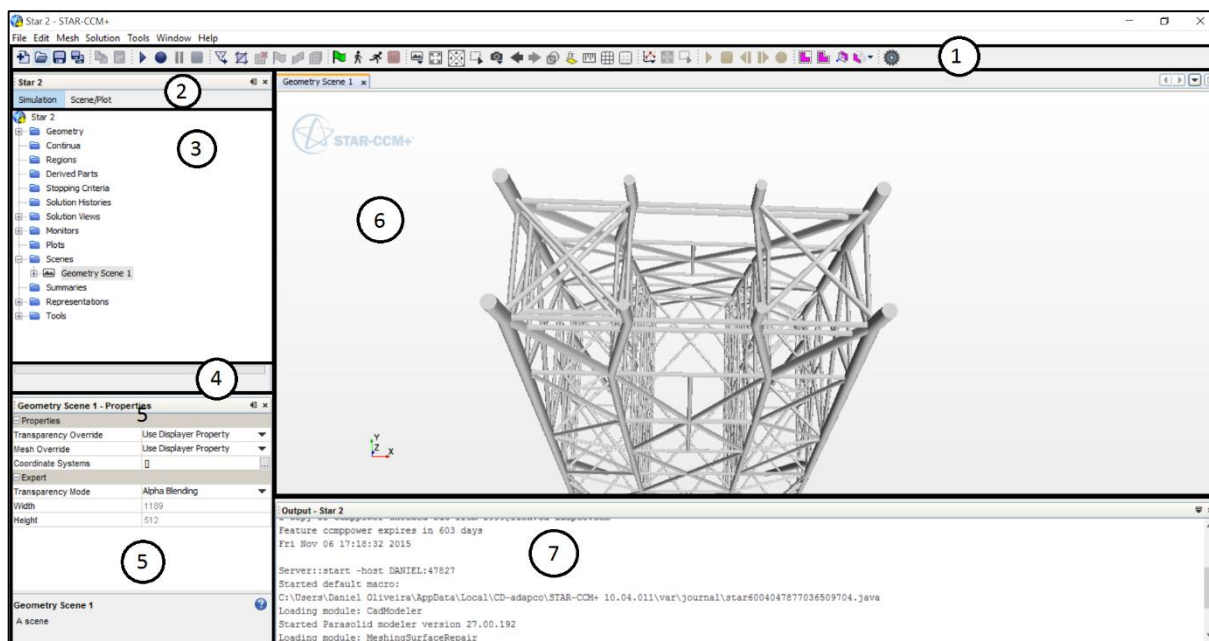 Star 2 - STAR-CCM+
File Edit Mesh Solution Tools Window Help
1
Star 2
2
Simulation Scene/Plot
Star 2
3
Geometry
Continua
Regions
Derived Parts
Stopping Criteria
Solution Histories
Solution Views
Monitors
Plots
Scenes
Geometry Scene 1
Summaries
Representations
Tools
4
Geometry Scene 1 - Properties
5
Properties
Transparency Override Use Displayer Property
Mesh Override Use Displayer Property
Coordinate Systems []
Expert
Transparency Mode Alpha Blending
Width 1189
Height 512
5
Geometry Scene 1
A scene
Geometry Scene 1
STAR-CCM+
6
Y
Z
X
Output - Star 2
Feature ccmppower expires in 603 days
Fri Nov 06 17:18:32 2015
7
Server::start -host DANIEL:47827
Started default macro:
C:\Users\Daniel Oliveira\AppData\Local\CD-adapco\STAR-CCM+ 10.04.011\var\journal\star6004047877036509704.java
Loading module: CadModeler
Started Parasolid modeler version 27.00.192
Loading module: MeshingSurfaceRepair